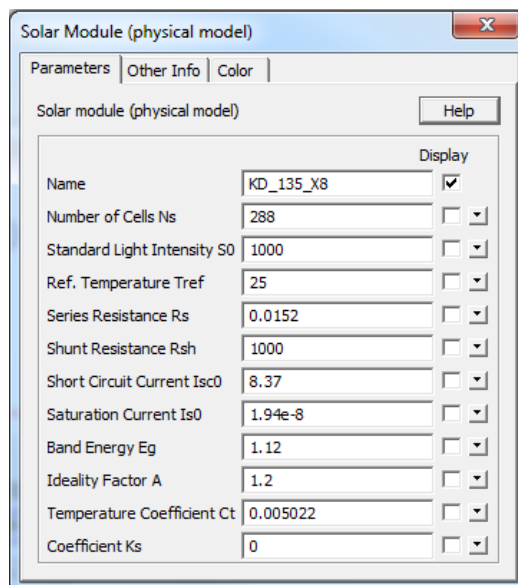 Solar Module (physical model)
Parameters Other Info Color
Solar module (physical model) Help
Display
Name KD_135_X8
Number of Cells Ns 288
Standard Light Intensity S0 1000
Ref. Temperature Tref 25
Series Resistance Rs 0.0152
Shunt Resistance Rsh 1000
Short Circuit Current Isc0 8.37
Saturation Current Is0 1.94e-8
Band Energy Eg 1.12
Ideality Factor A 1.2
Temperature Coefficient Ct 0.005022
Coefficient Ks 0